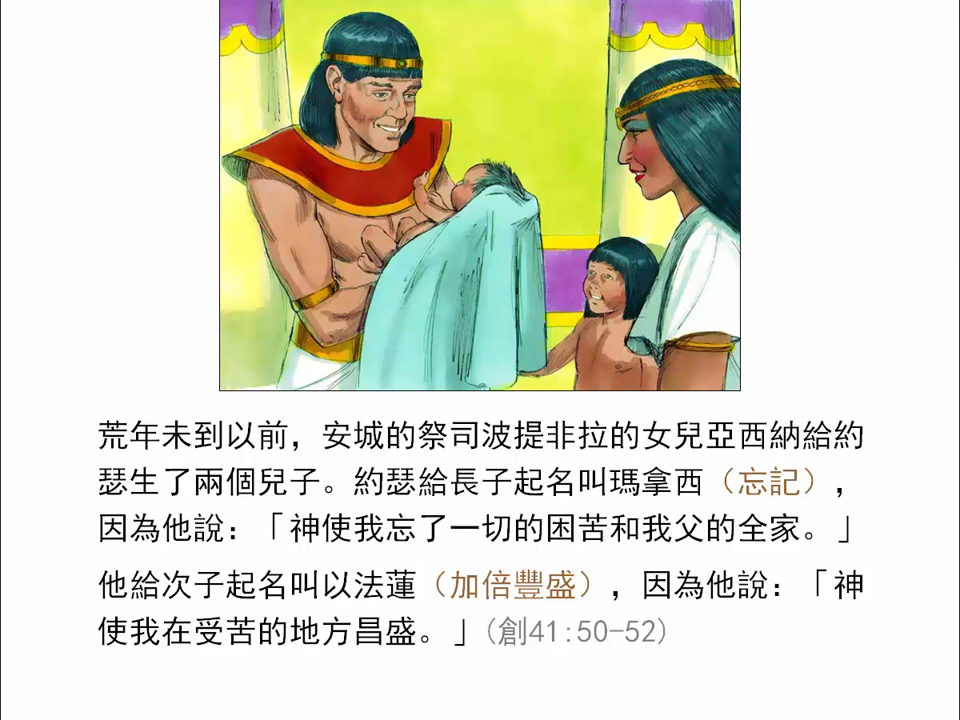 荒年未到以前，安城的祭司波提非拉的女兒亞西納給約
瑟生了兩個兒子。約瑟給長子起名叫瑪拿西（忘記），
因為他說：「神使我忘了一切的困苦和我父的全家。」
他給次子起名叫以法蓮（加倍豐盛），因為他說：「神
使我在受苦的地方昌盛。」(創41:50-52)